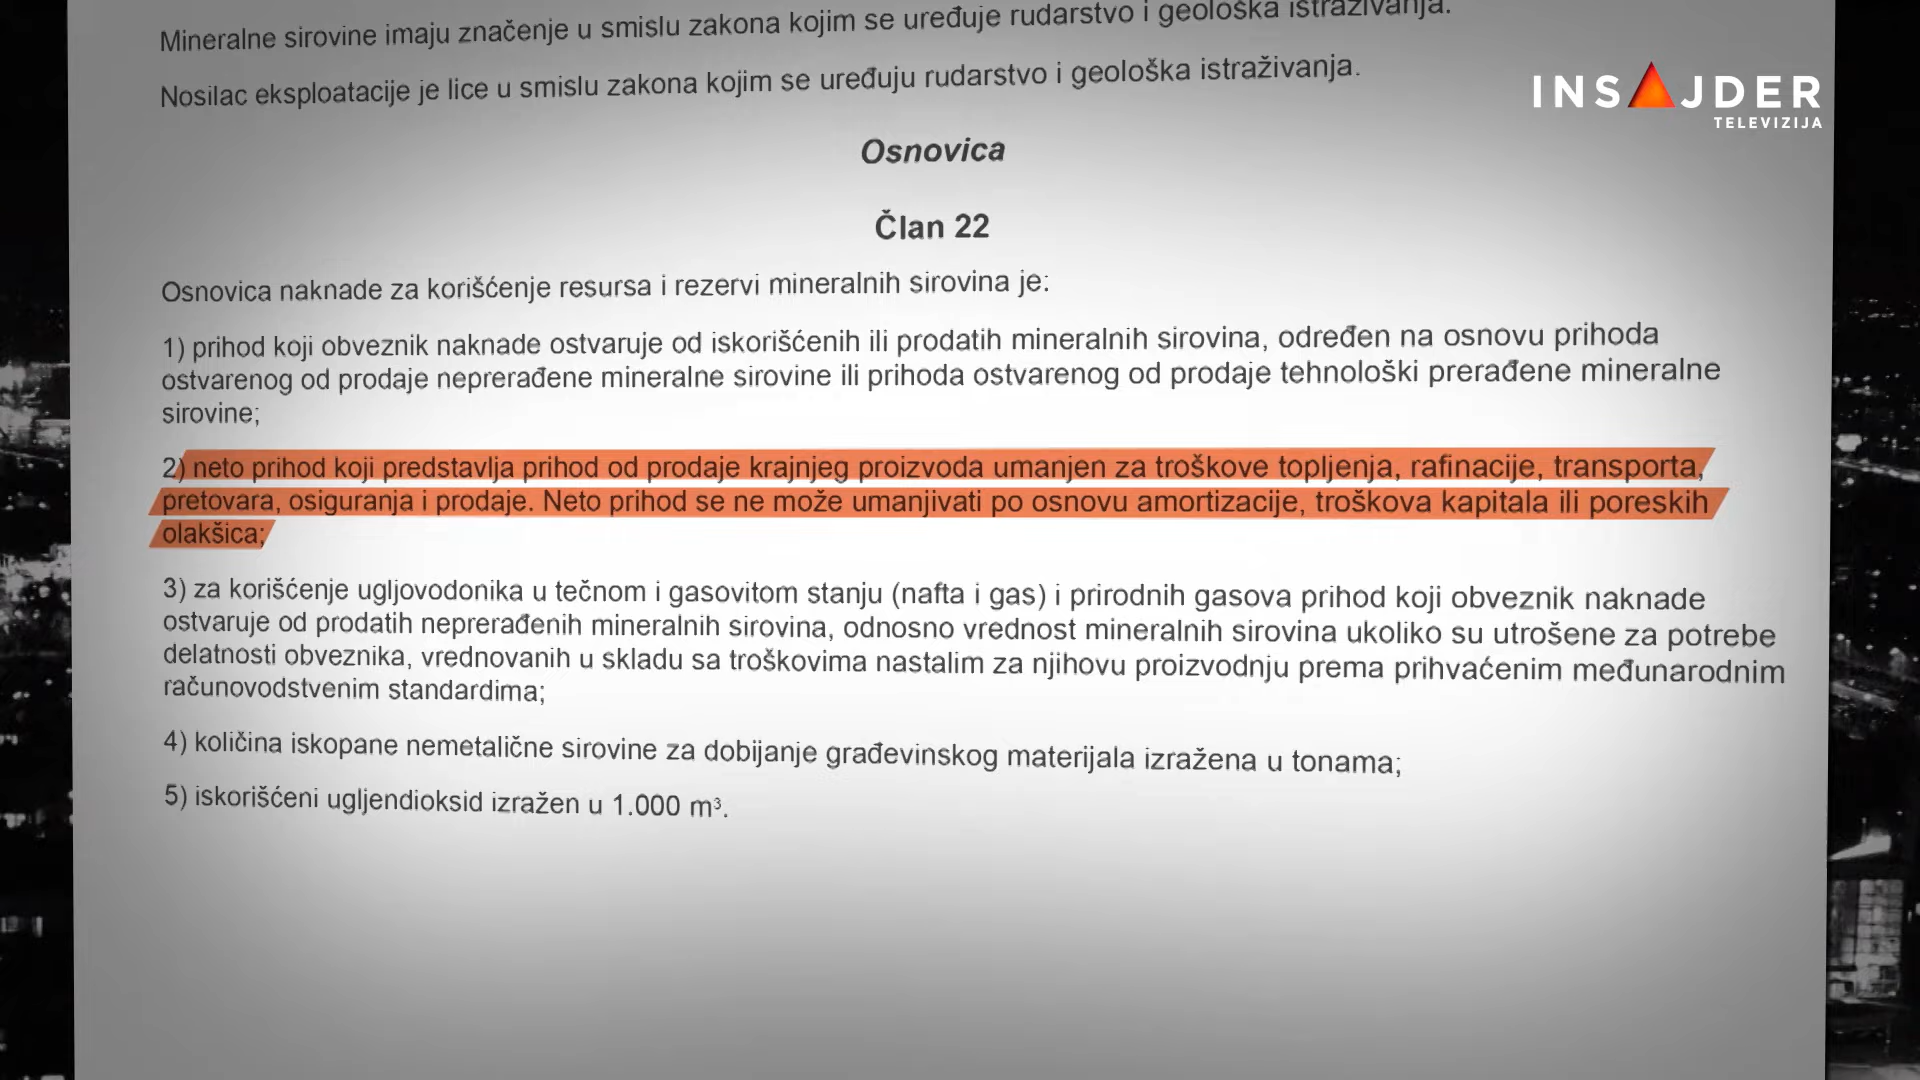 Mineralne sirovine imaju značenje u smislu zakona kojim se uređuje rudarstvo i geološka istraživanja.
Nosilac eksploatacije je lice u smislu zakona kojim se uređuju rudarstvo i geološka istraživanja.
INSAJDER
TELEVIZIJA
Osnovica
Član 22
Osnovica naknade za korišćenje resursa i rezervi mineralnih sirovina je:
1) prihod koji obveznik naknade ostvaruje od iskorišćenih ili prodatih mineralnih sirovina, određen na osnovu prihoda
ostvarenog od prodaje neprerađene mineralne sirovine ili prihoda ostvarenog od prodaje tehnološki prerađene mineralne
sirovine;
2) neto prihod koji predstavlja prihod od prodaje krajnjeg proizvoda umanjen za troškove topljenja, rafinacije, transporta,
pretovara, osiguranja i prodaje. Neto prihod se ne može umanjivati po osnovu amortizacije, troškova kapitala ili poreskih
olakšica;
3) za korišćenje ugljovodonika u tečnom i gasovitom stanju (nafta i gas) i prirodnih gasova prihod koji obveznik naknade
ostvaruje od prodatih neprerađenih mineralnih sirovina, odnosno vrednost mineralnih sirovina ukoliko su utrošene za potrebe
delatnosti obveznika, vrednovanih u skladu sa troškovima nastalim za njihovu proizvodnju prema prihvaćenim međunarodnim
računovodstvenim standardima;
4) količina iskopane nemetalične sirovine za dobijanje građevinskog materijala izražena u tonama;
5) iskorišćeni ugljendioksid izražen u 1.000 m³.